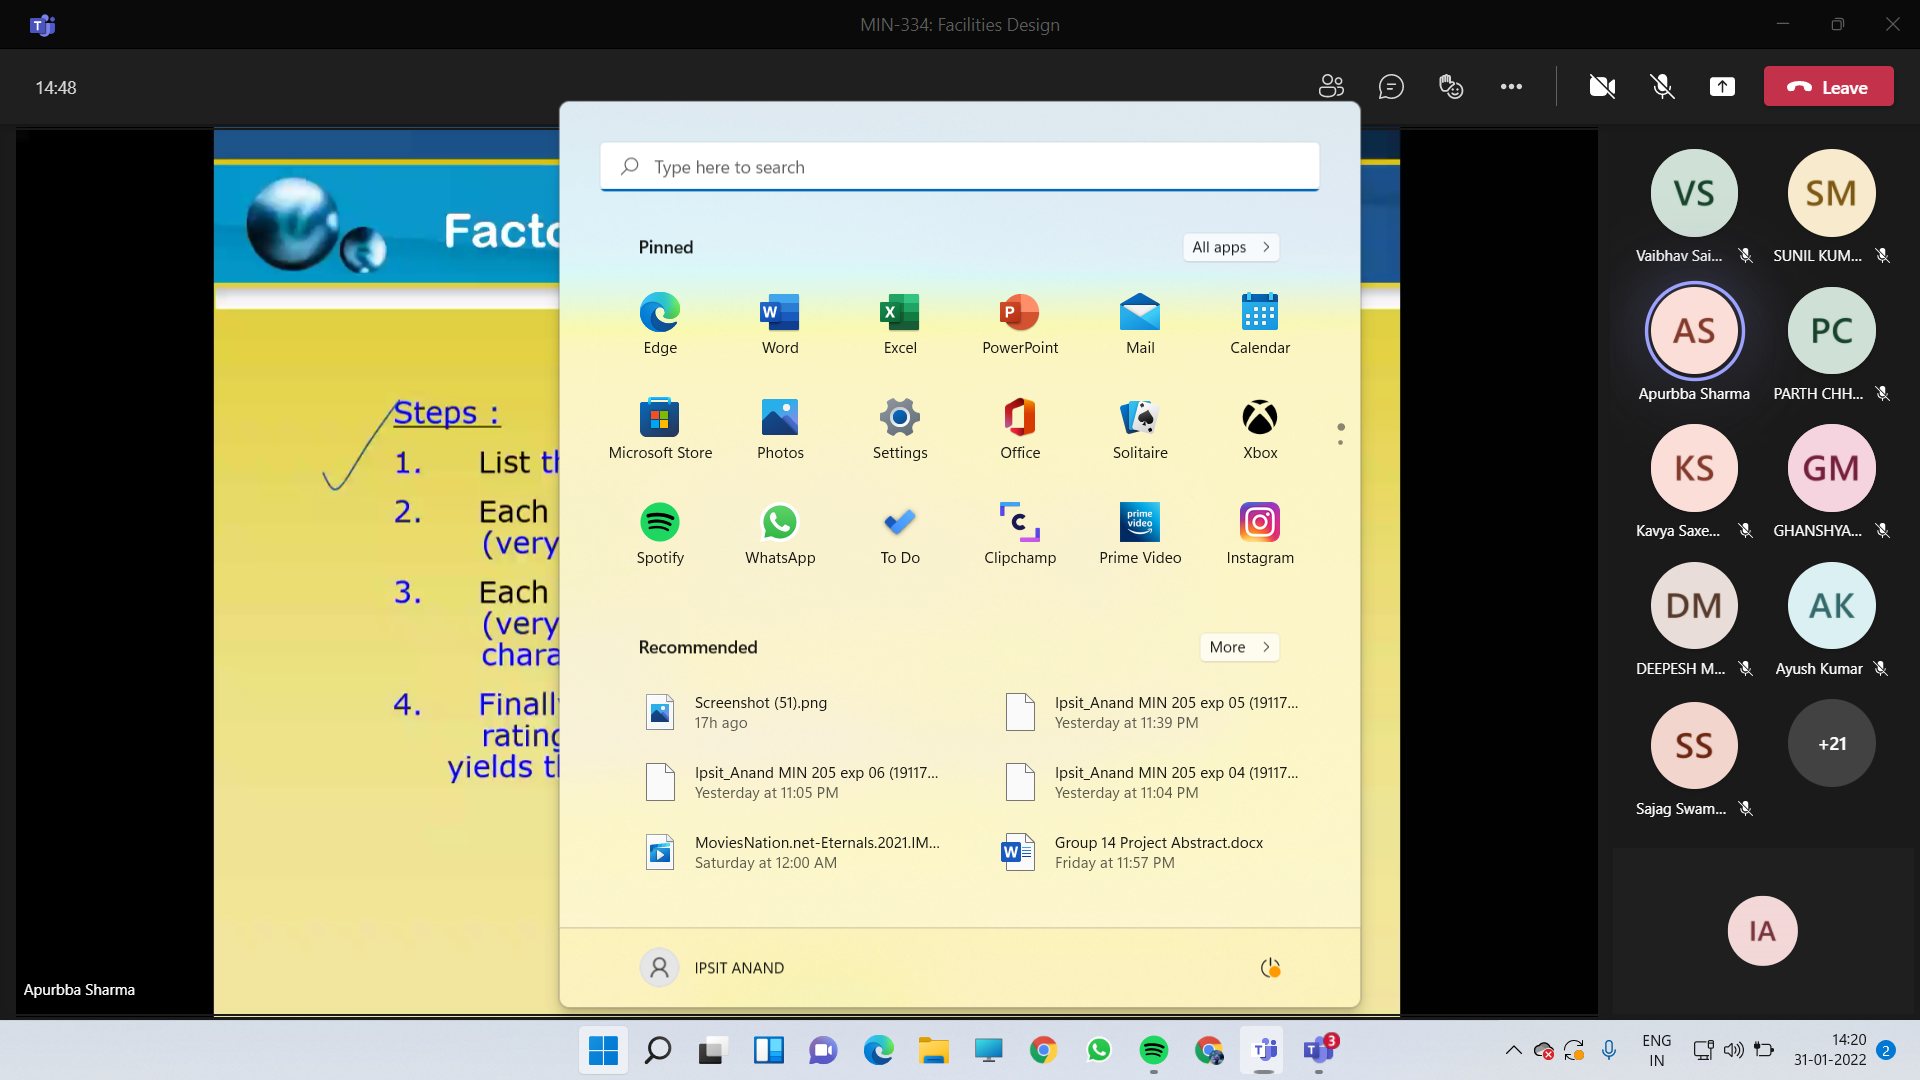 MIN-334: Facilities Design
14:48
Leave
Type here to search
Facto
Pinned
All apps
Edge
Word
Excel
PowerPoint
Mail
Calendar
Microsoft Store
Photos
Settings
Office
Solitaire
Xbox
prime video
Spotify
WhatsApp
To Do
Clipchamp
Prime Video
Instagram
Recommended
More
Screenshot (51).png
17h ago
Ipsit_Anand MIN 205 exp 05 (19117...
Yesterday at 11:39 PM
Ipsit_Anand MIN 205 exp 06 (19117...
Yesterday at 11:05 PM
Ipsit_Anand MIN 205 exp 04 (19117...
Yesterday at 11:04 PM
MoviesNation.net-Eternals.2021.IM...
Saturday at 12:00 AM
Group 14 Project Abstract.docx
Friday at 11:57 PM
IPSIT ANAND
Steps :
1. List th
2. Each
(very
3. Each
(very
chara
4. Finall
rating
yields t
Apurbba Sharma
VS
Vaibhav Sai...
SM
SUNIL KUM...
AS
Apurbba Sharma
PC
PARTH CHH...
KS
Kavya Saxe...
GM
GHANSHYA...
DM
DEEPESH M...
AK
Ayush Kumar
SS
Sajag Swam...
+21
IA
3
ENG
IN
14:20
31-01-2022
2